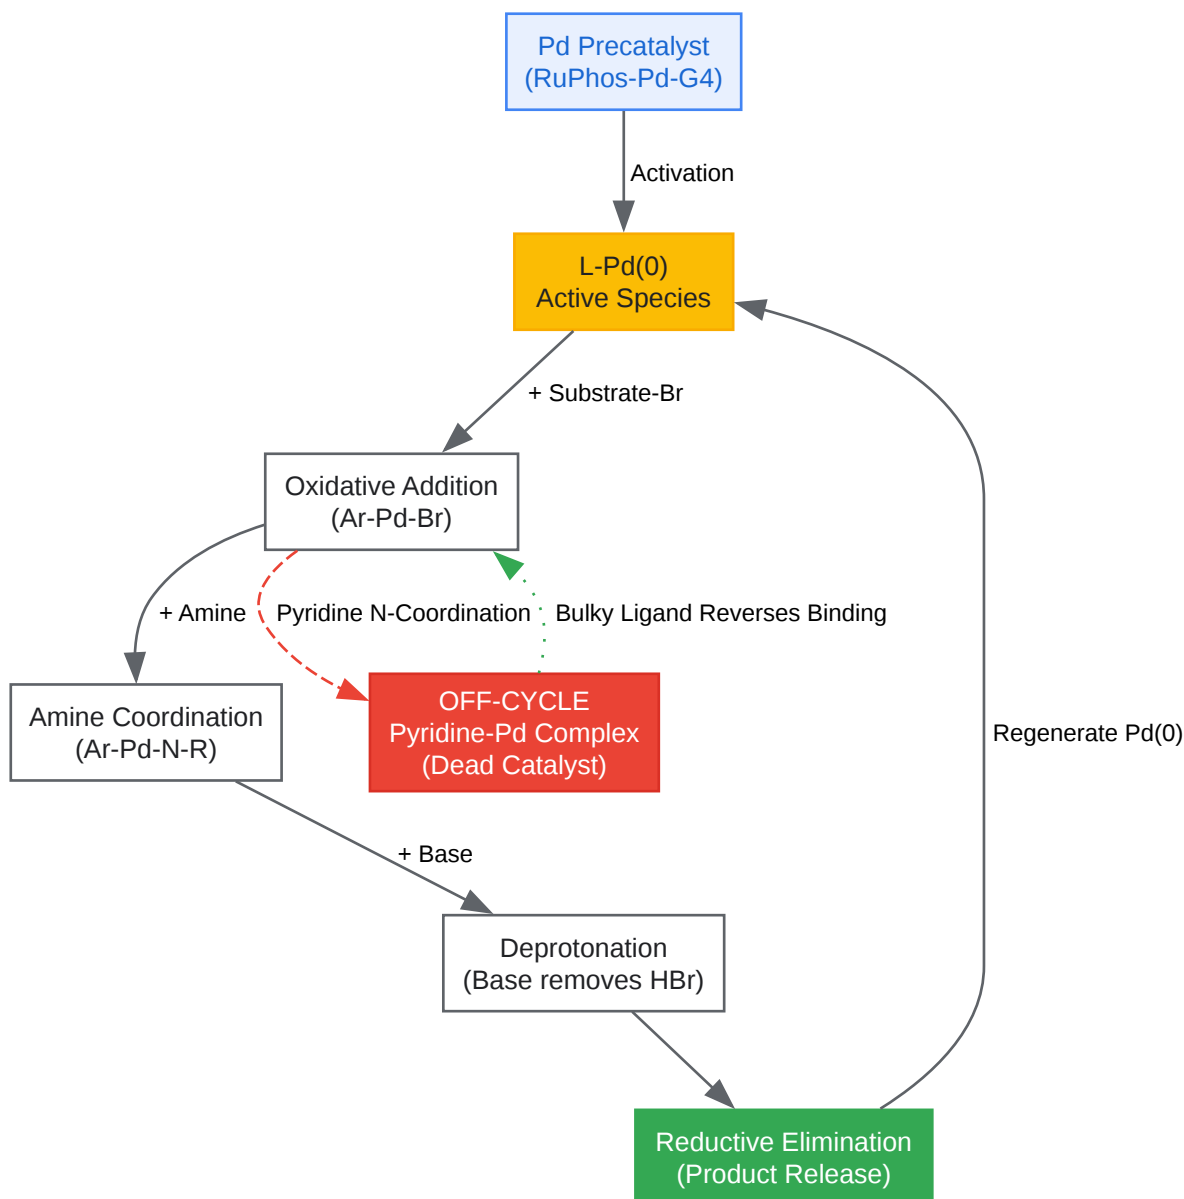 Pd Precatalyst
(RuPhos-Pd-G4)
Activation
L-Pd(0)
Active Species
+ Substrate-Br
Oxidative Addition
(Ar-Pd-Br)
+ Amine
Pyridine N-Coordination
Bulky Ligand Reverses Binding
Amine Coordination
(Ar-Pd-N-R)
OFF-CYCLE
Pyridine-Pd Complex
(Dead Catalyst)
Regenerate Pd(0)
+ Base
Deprotonation
(Base removes HBr)
Reductive Elimination
(Product Release)